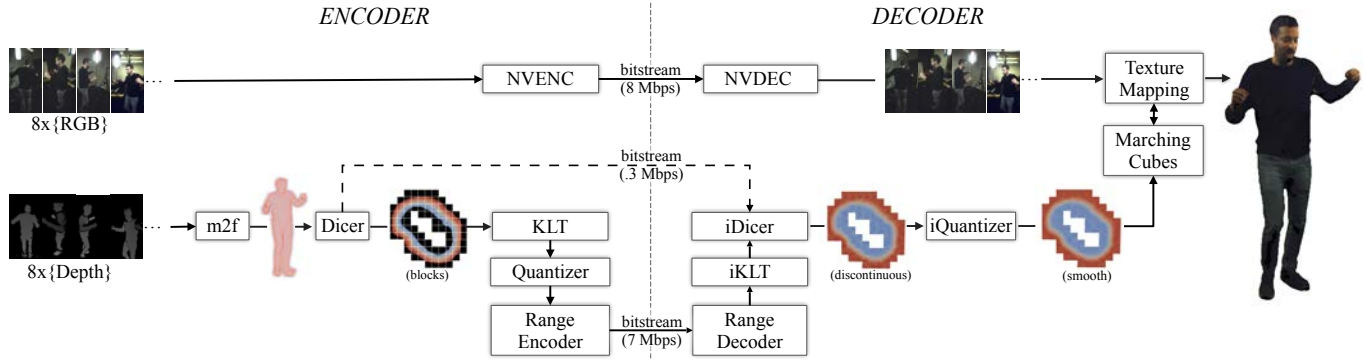 ENCODER
DECODER
8x{RGB}
...
NVENC
bitstream
(8 Mbps)
NVDEC
...
Texture
Mapping
Marching
Cubes
bitstream
(.3 Mbps)
8x{Depth}
...
m2f
Dicer
(blocks)
KLT
Quantizer
Range
Encoder
bitstream
(7 Mbps)
Range
Decoder
iKLT
iDicer
(discontinuous)
iQuantizer
(smooth)